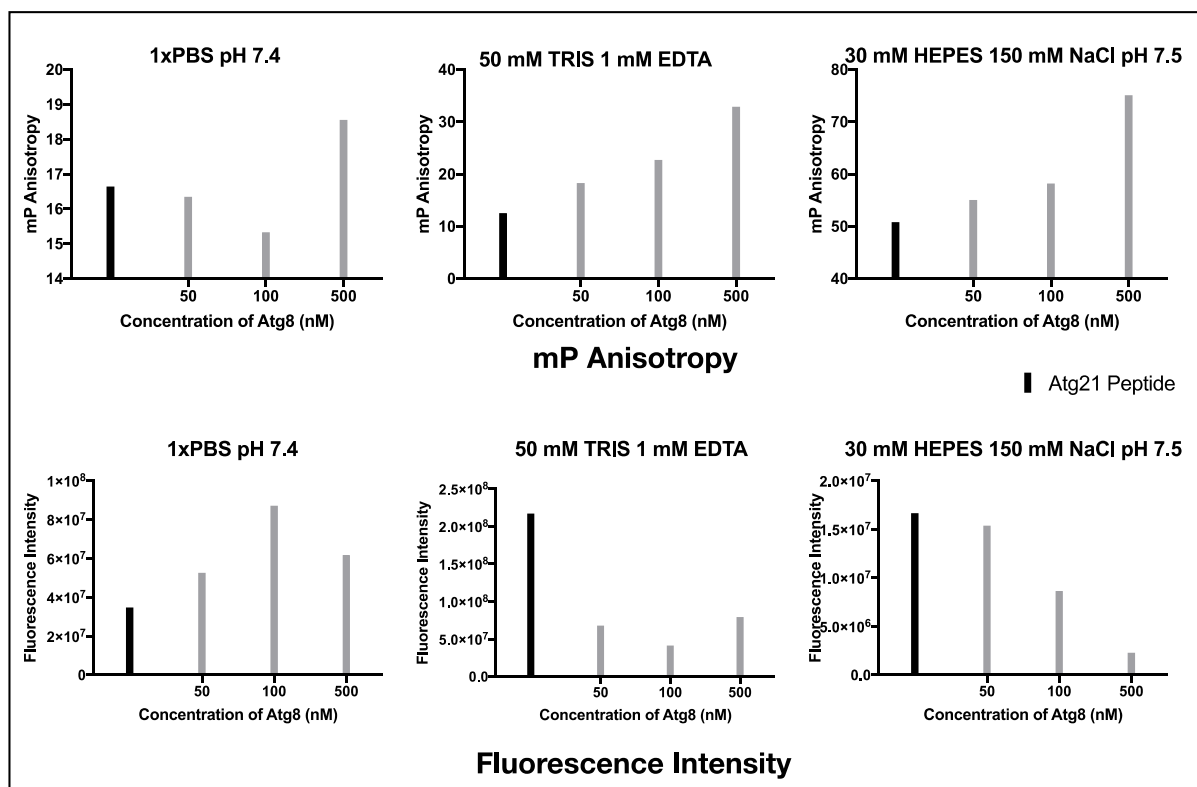 1xPBS pH 7.4
20
19
18
17
16
15
14
mP Anisotropy
50
100
500
Concentration of Atg8 (nM)
50 mM TRIS 1 mM EDTA
40
30
20
10
0
mP Anisotropy
50
100
500
Concentration of Atg8 (nM)
30 mM HEPES 150 mM NaCl pH 7.5
80
70
60
50
40
mP Anisotropy
50
100
500
Concentration of Atg8 (nM)
mP Anisotropy
Atg21 Peptide
1xPBS pH 7.4
1×10⁸
8×10⁷
6×10⁷
4×10⁷
2×10⁷
0
Fluorescence Intensity
50
100
500
Concentration of Atg8 (nM)
50 mM TRIS 1 mM EDTA
2.5×10⁸
2.0×10⁸
1.5×10⁸
1.0×10⁸
5.0×10⁷
0.0
Fluorescence Intensity
50
100
500
Concentration of Atg8 (nM)
30 mM HEPES 150 mM NaCl pH 7.5
2.0×10⁷
1.5×10⁷
1.0×10⁷
5.0×10⁶
0.0
Fluorescence Intensity
50
100
500
Concentration of Atg8 (nM)
Fluorescence Intensity